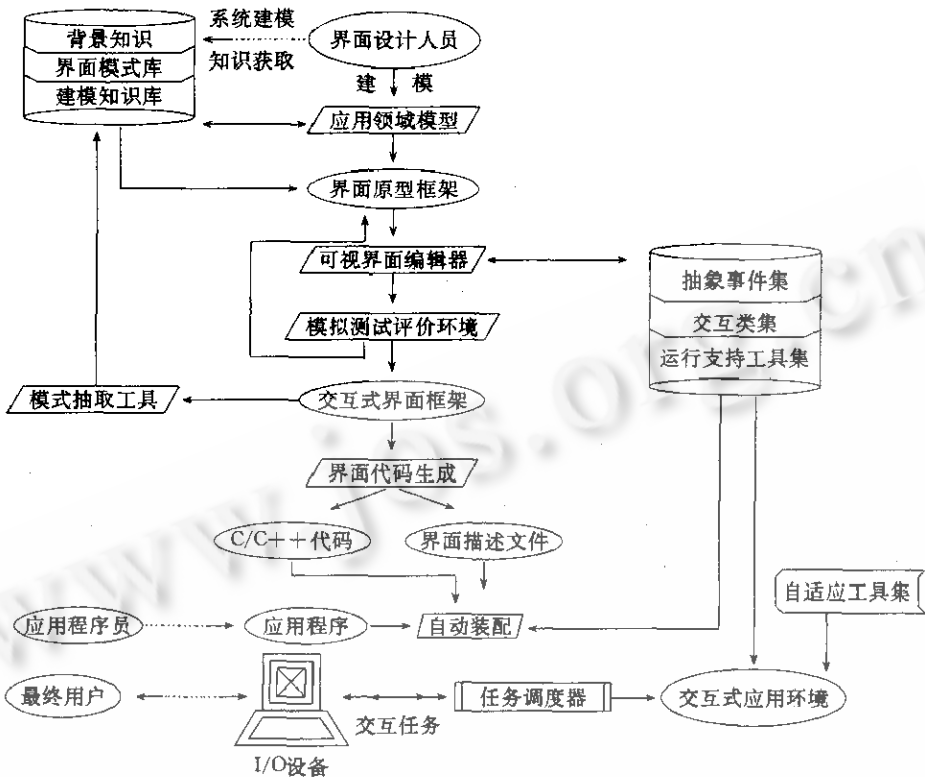 系统建模
背景知识
界面设计人员
知识获取
界面模式库
建模
建模知识库
应用领域模型
界面原型框架
可视界面编辑器
抽象事件集
交互类集
模拟测试评价环境
运行支持工具集
模式抽取工具
交互式界面框架
界面代码生成
C/C++代码
界面描述文件
自适应工具集
应用程序员
应用程序
自动装配
最终用户
任务调度器
交互式应用环境
交互任务
I/O设备
www.jos.org.cn